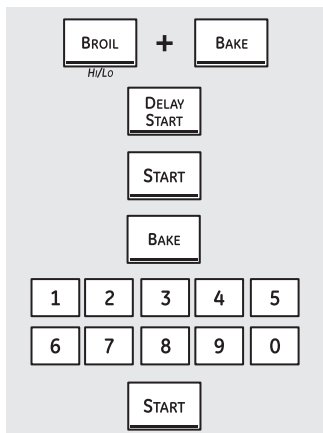 BROIL + BAKE
HI/LO
DELAY
START
START
BAKE
1 2 3 4 5
6 7 8 9 0
START